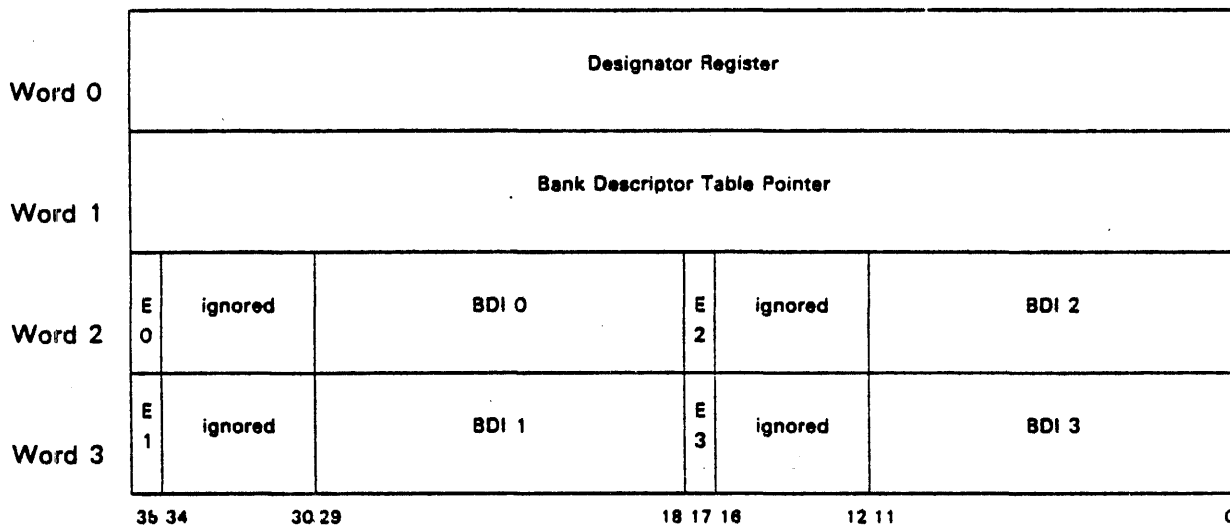 Word 0
Designator Register
Word 1
Bank Descriptor Table Pointer
Word 2
E 0 ignored BDI 0 E 2 ignored BDI 2
Word 3
E 1 ignored BDI 1 E 3 ignored BDI 3
35 34 30 29 18 17 16 12 11 0